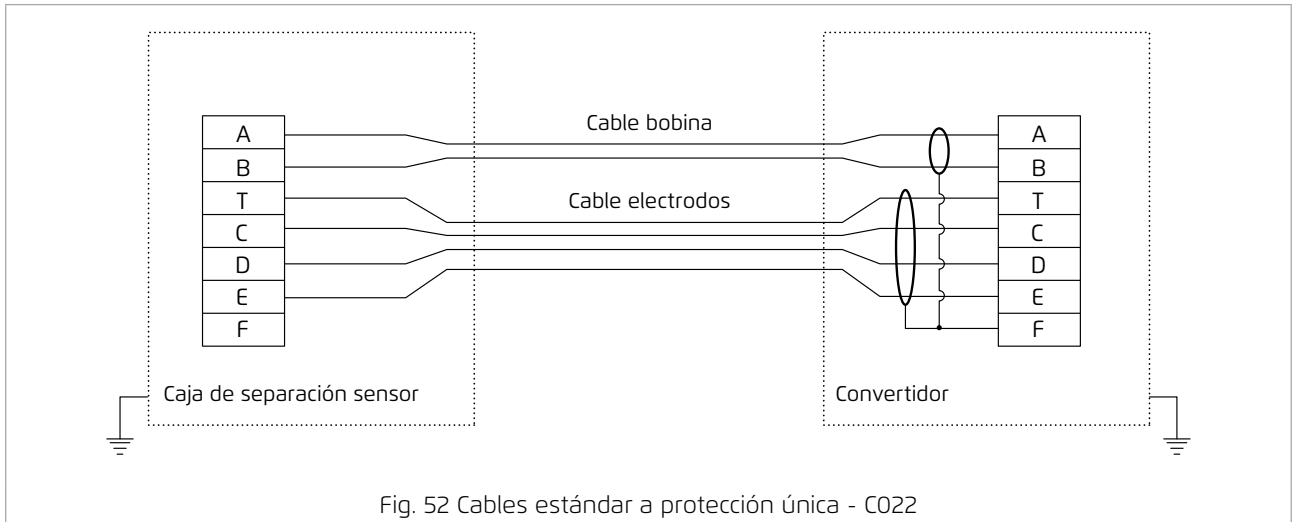 Cable bobina
A A
B B
Cable electrodos
T T
C C
D D
E E
F F
Caja de separación sensor
Convertidor
Fig. 52 Cables estándar a protección única - C022